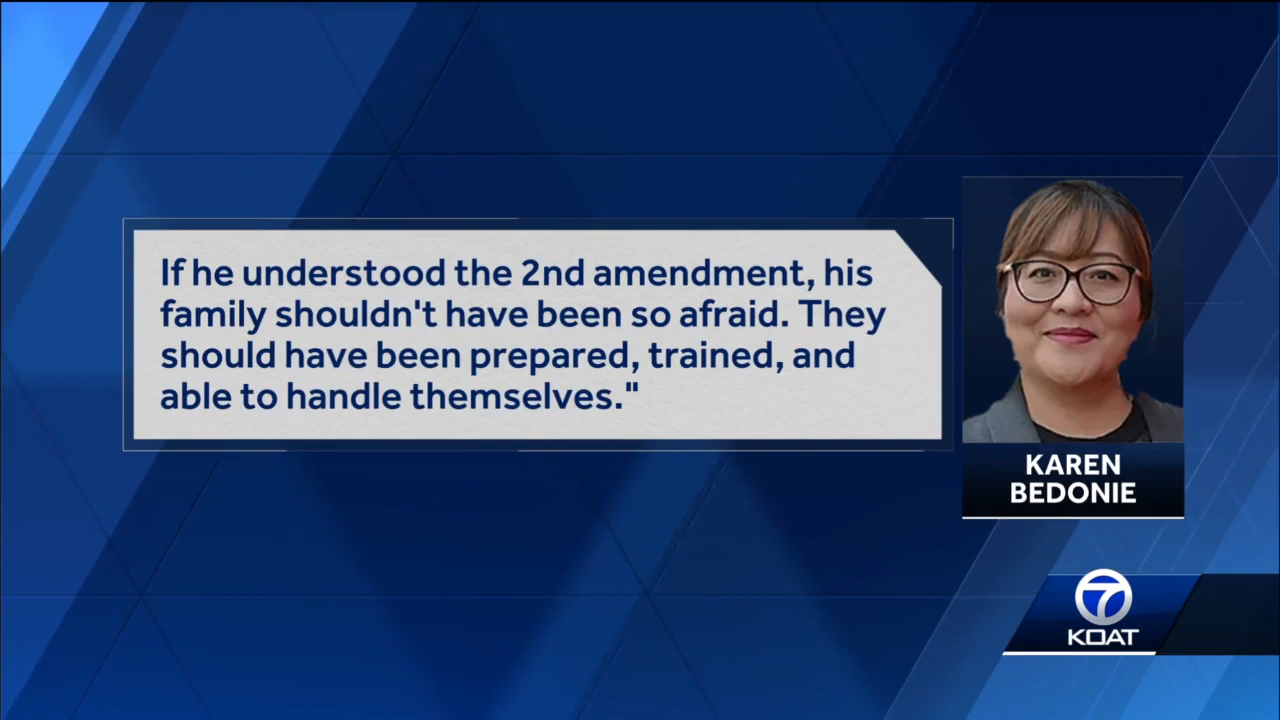 If he understood the 2nd amendment, his
family shouldn't have been so afraid. They
should have been prepared, trained, and
able to handle themselves."
KAREN
BEDONIE
7
KOAT